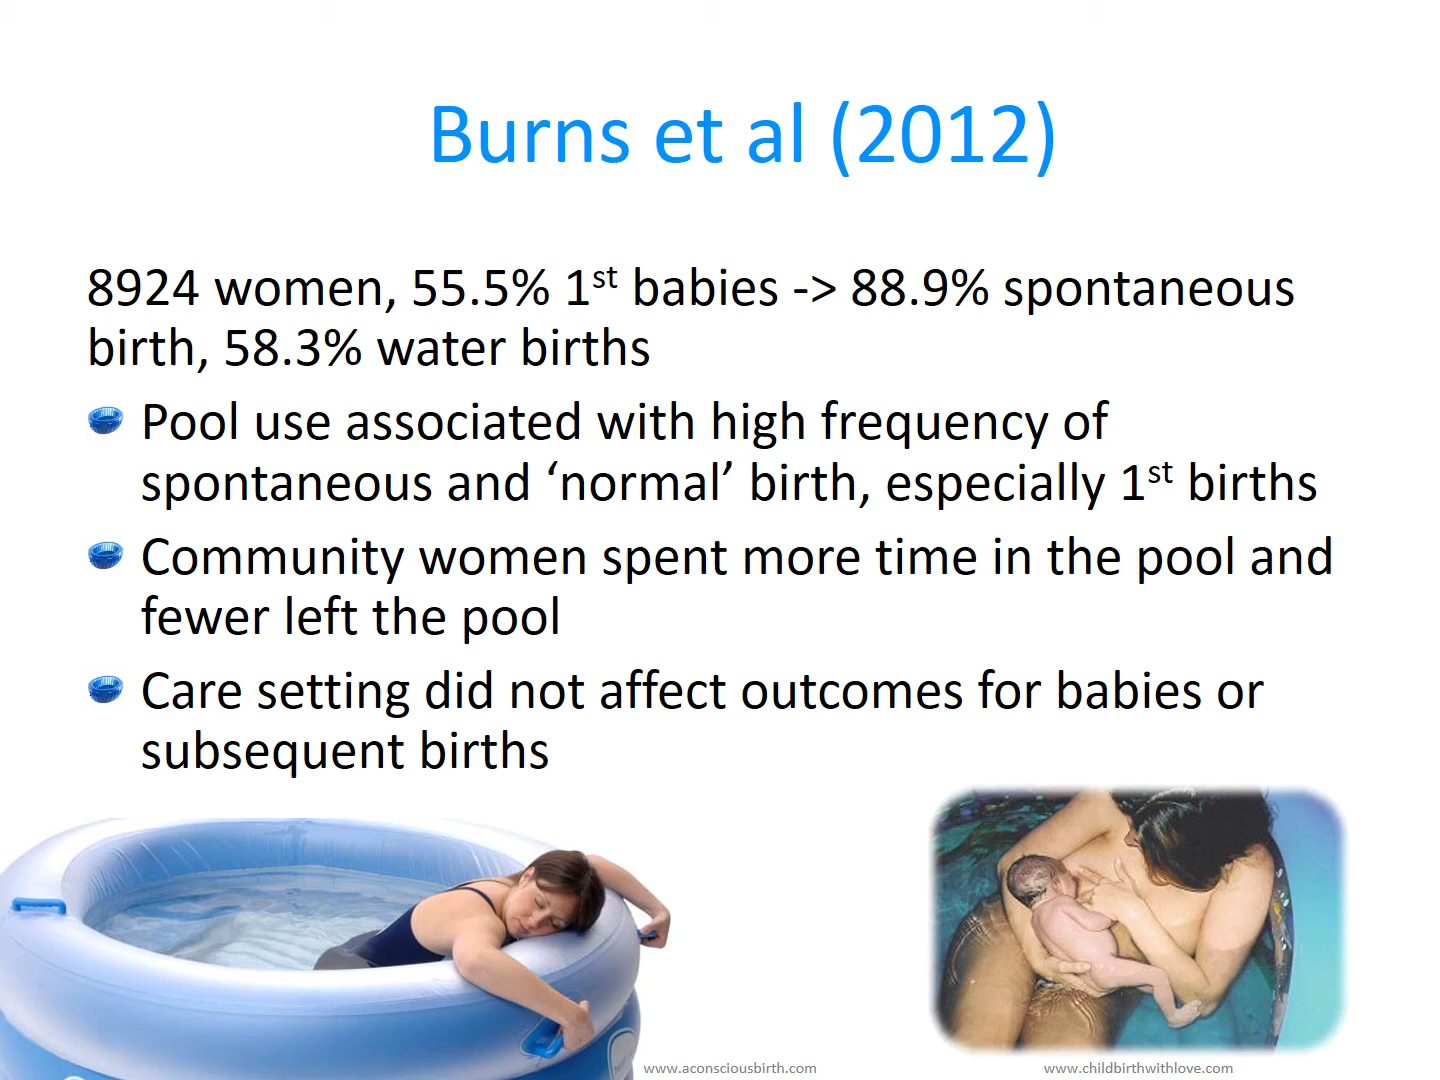 Burns et al (2012)
8924 women, 55.5% 1st babies -> 88.9% spontaneous
birth, 58.3% water births
Pool use associated with high frequency of
spontaneous and ‘normal’ birth, especially 1st births
Community women spent more time in the pool and
fewer left the pool
Care setting did not affect outcomes for babies or
subsequent births
www.aconsciousbirth.com
www.childbirthwithlove.com